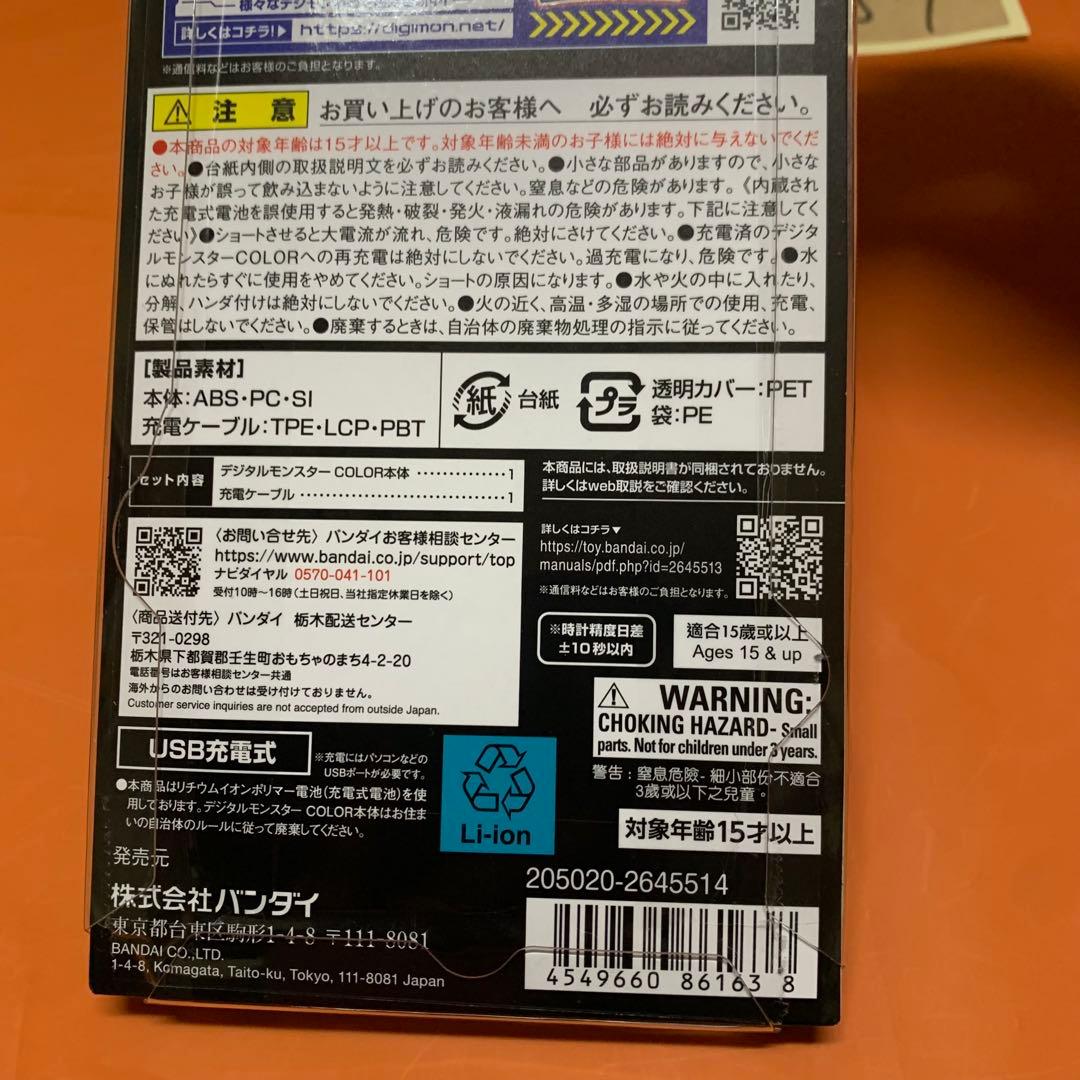 様々なデジモン
詳しくはコチラ! https://digimon.net/
※通信料などはお客様のご負担となります。
注意 お買い上げのお客様へ 必ずお読みください。
●本商品の対象年齢は15才以上です。対象年齢未満のお子様には絶対に与えないでくだ
さい。●台紙内側の取扱説明文を必ずお読みください。●小さな部品がありますので、小さな
お子様が誤って飲み込まないように注意してください。窒息などの危険があります。《内蔵され
た充電式電池を誤使用すると発熱・破裂・発火・液漏れの危険があります。下記に注意してく
ださい》●ショートさせると大電流が流れ、危険です。絶対にさけてください。●充電済のデジタ
ルモンスターCOLORへの再充電は絶対にしないでください。過充電になり、危険です。●水
にぬれたらすぐに使用をやめてください。ショートの原因になります。●水や火の中に入れたり、
分解、ハンダ付けは絶対にしないでください。●火の近く、高温・多湿の場所での使用、充電、
保管はしないでください。●廃棄するときは、自治体の廃棄物処理の指示に従ってください。
[製品素材]
本体:ABS・PC・SI
充電ケーブル:TPE・LCP・PBT
紙 台紙
プラ 透明カバー:PET
袋:PE
セット内容
デジタルモンスター COLOR本体 ‥‥‥‥‥1
充電ケーブル ‥‥‥‥‥‥‥‥‥‥1
本商品には、取扱説明書が同梱されておりません。
詳しくはweb取説をご確認ください。
〈お問い合せ先〉バンダイお客様相談センター
https://www.bandai.co.jp/support/top
ナビダイヤル 0570-041-101
受付10時〜16時(土日祝日、当社指定休業日を除く)
〈商品送付先〉バンダイ 栃木配送センター
〒321-0298
栃木県下都賀郡壬生町おもちゃのまち4-2-20
電話番号はお客様相談センター共通
海外からのお問い合わせは受け付けておりません。
Customer service inquiries are not accepted from outside Japan.
詳しくはコチラ▼
https://toy.bandai.co.jp/
manuals/pdf.php?id=2645513
※通信料などはお客様のご負担となります。
※時計精度日差
±10秒以内
適合15歳或以上
Ages 15 & up
WARNING:
CHOKING HAZARD- Small
parts. Not for children under 3 years.
警告:窒息危險-細小部份不適合
3歲或以下之兒童。
対象年齢15才以上
USB充電式
※充電にはパソコンなどの
USBポートが必要です。
●本商品はリチウムイオンポリマー電池(充電式電池)を使
用しております。デジタルモンスター COLOR本体はお住ま
いの自治体のルールに従って廃棄してください。
Li-ion
発売元
株式会社バンダイ
東京都台東区駒形1-4-8 〒111-8081
BANDAI CO.,LTD.
1-4-8, Komagata, Taito-ku, Tokyo, 111-8081 Japan
205020-2645514
4549660 86163 8